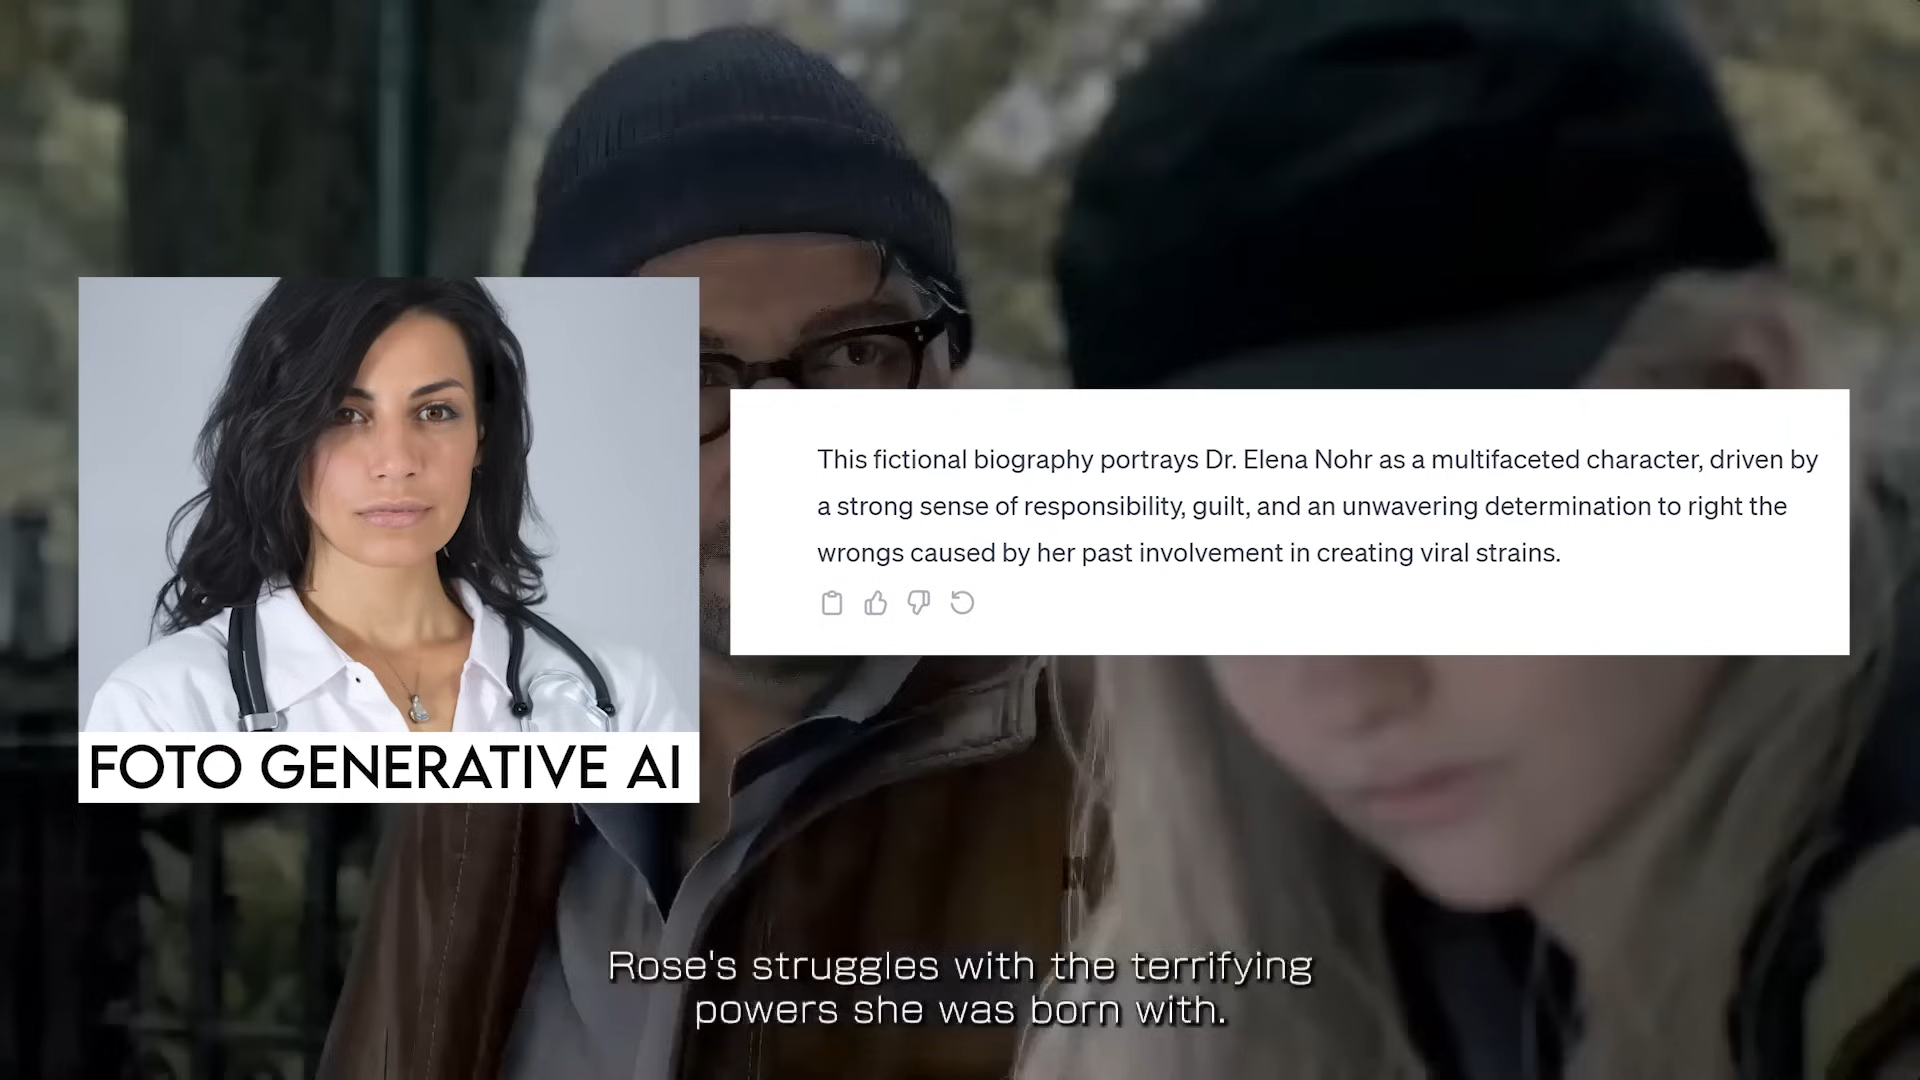 This fictional biography portrays Dr. Elena Nohr as a multifaceted character, driven by
a strong sense of responsibility, guilt, and an unwavering determination to right the
wrongs caused by her past involvement in creating viral strains.
FOTO GENERATIVE AI
Rose's struggles with the terrifying
powers she was born with.